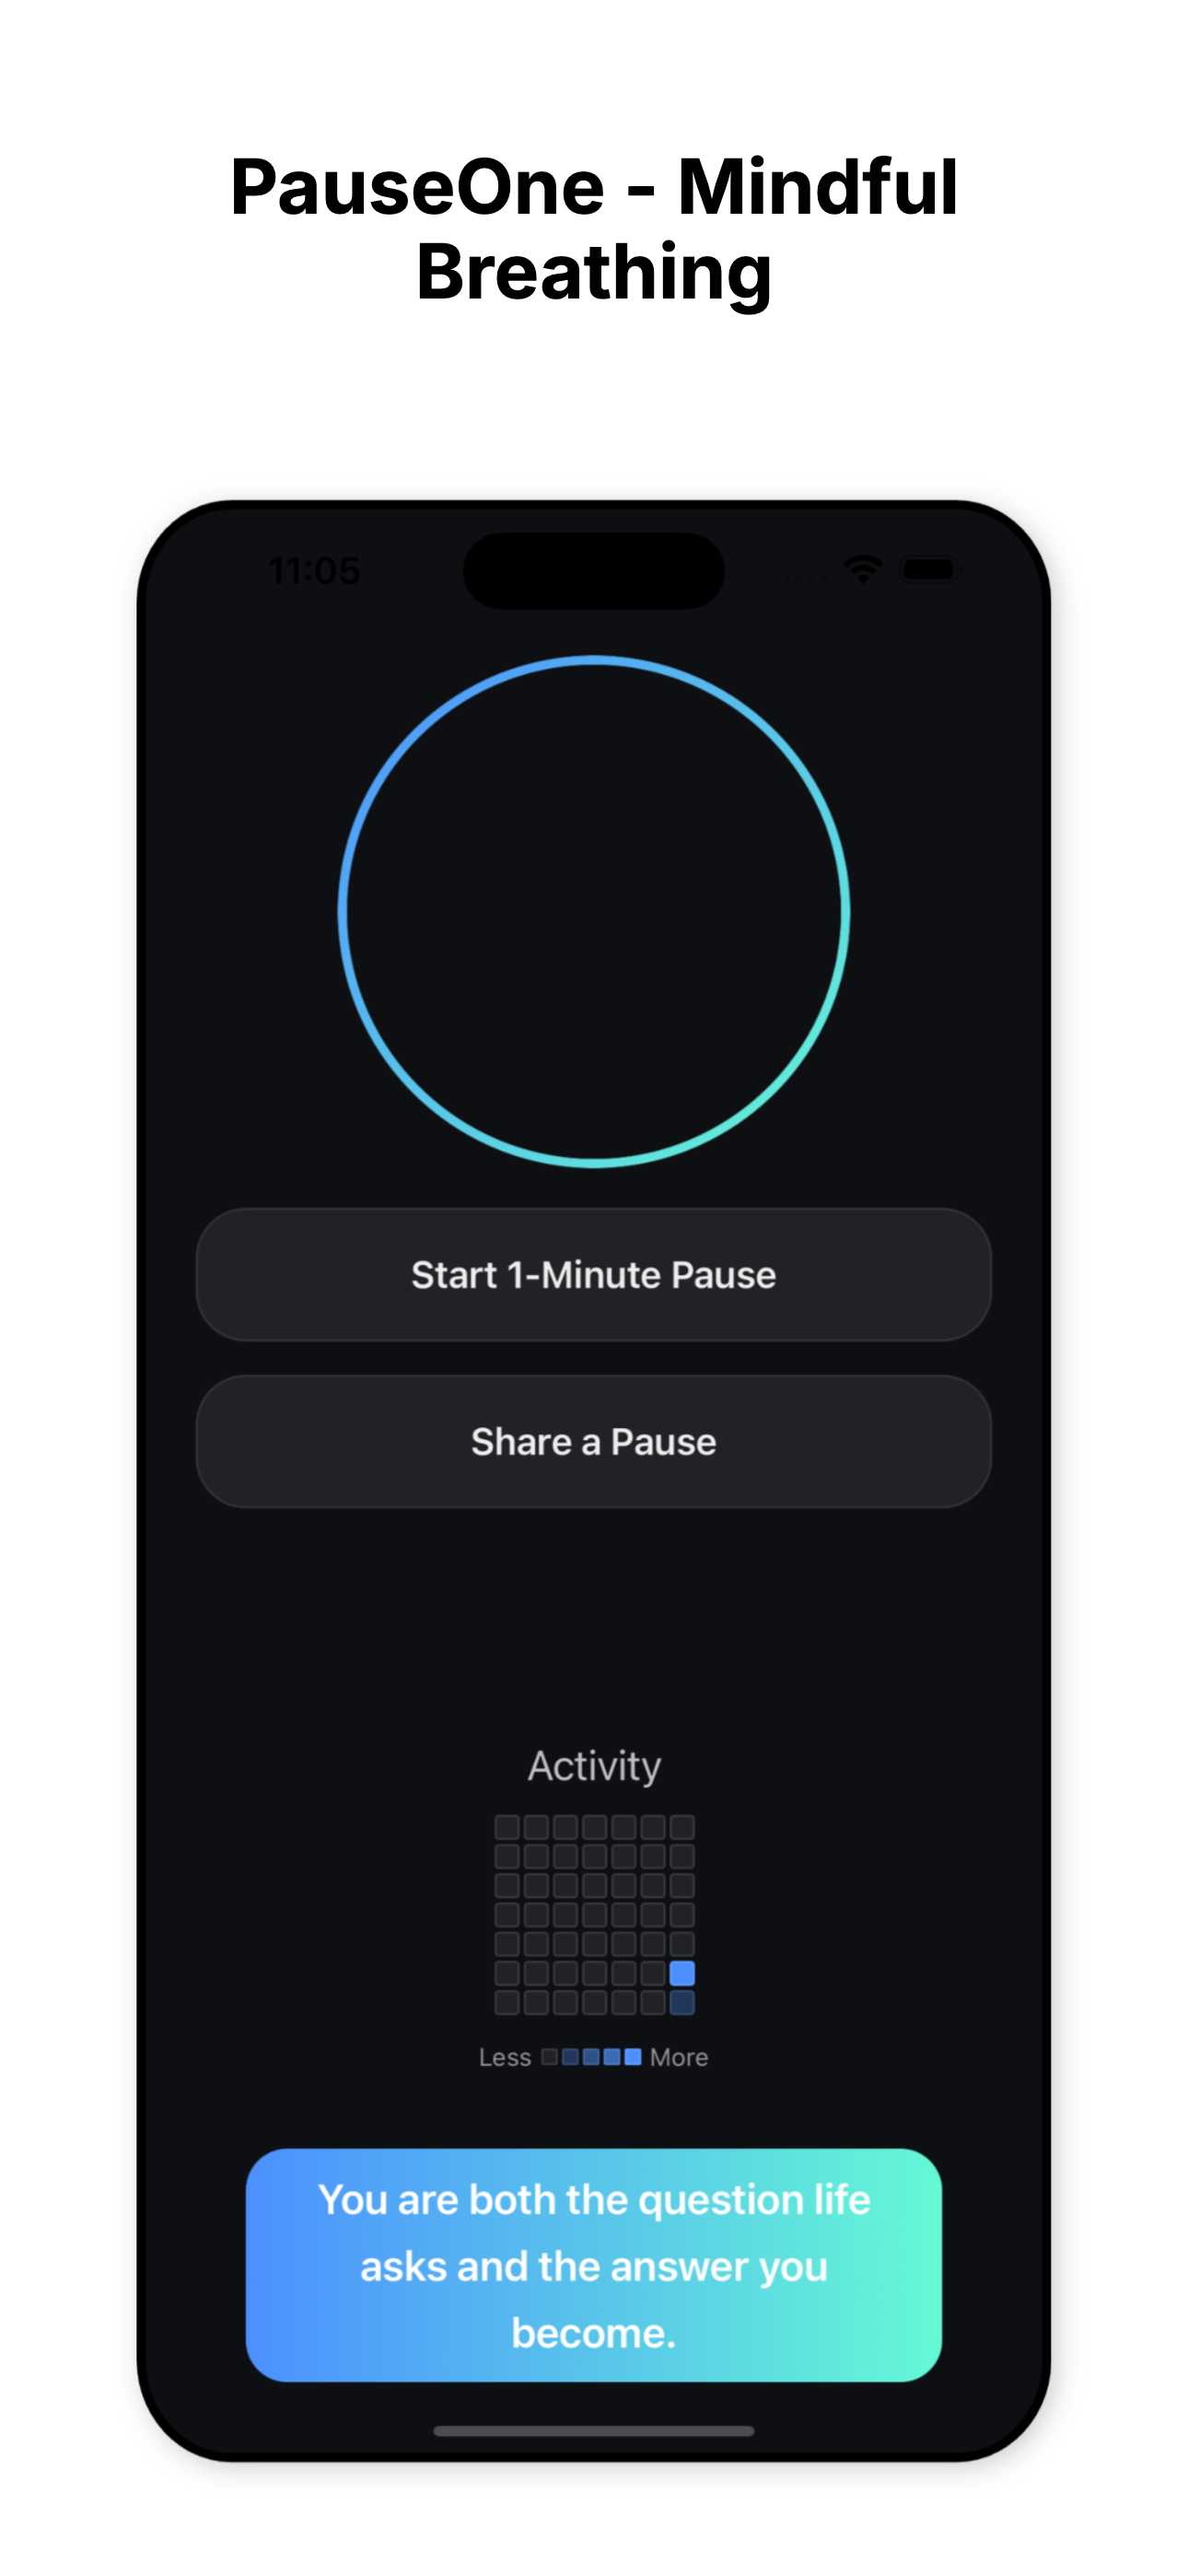 PauseOne - Mindful
Breathing
11:05
Start 1-Minute Pause
Share a Pause
Activity
Less More
You are both the question life
asks and the answer you
become.